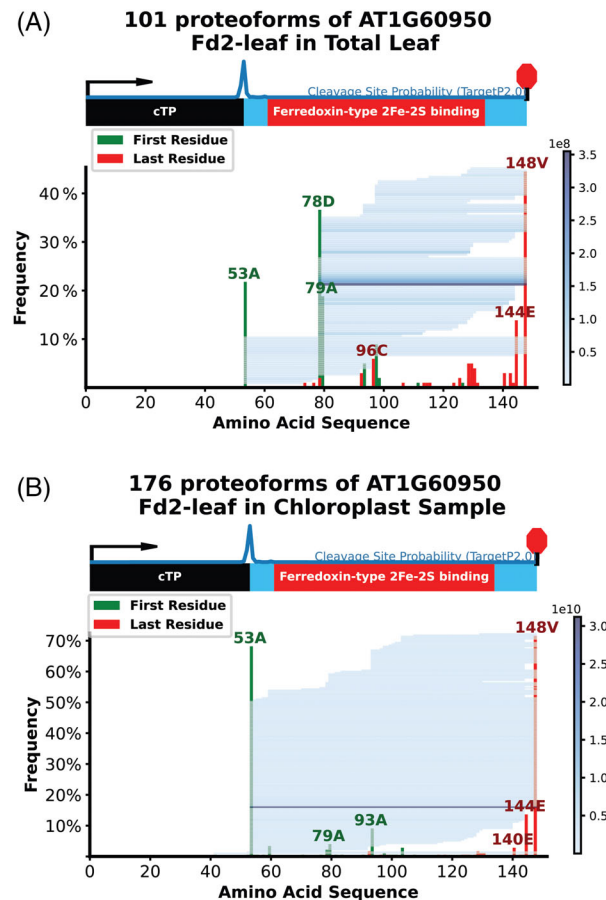 (A)
101 proteoforms of AT1G60950
Fd2-leaf in Total Leaf
Cleavage Site Probability (TargetP2.0)
cTP
Ferredoxin-type 2Fe-2S binding
First Residue
Last Residue
1e8
148V
78D
53A
79A
144E
96C
Frequency
40%
30%
20%
10%
3.5
3.0
2.5
2.0
1.5
1.0
0.5
0 20 40 60 80 100 120 140
Amino Acid Sequence
(B)
176 proteoforms of AT1G60950
Fd2-leaf in Chloroplast Sample
Cleavage Site Probability (TargetP2.0)
cTP
Ferredoxin-type 2Fe-2S binding
First Residue
Last Residue
1e10
148V
53A
144E
93A
79A
140E
Frequency
70%
60%
50%
40%
30%
20%
10%
3.0
2.5
2.0
1.5
1.0
0.5
0 20 40 60 80 100 120 140
Amino Acid Sequence